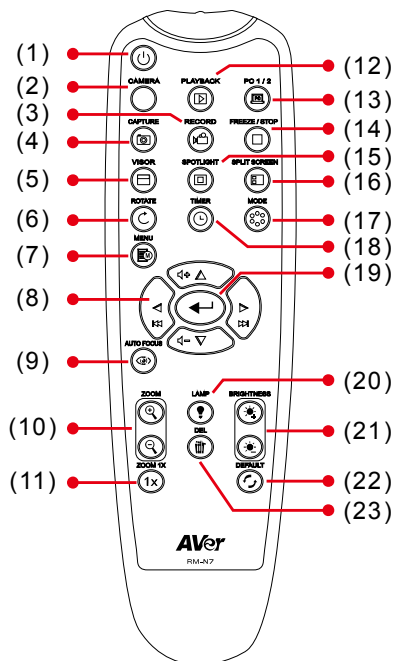 (1)
(2) CAMERA PLAYBACK PC 1 / 2 (12)
(3) (13)
CAPTURE RECORD FREEZE / STOP (14)
(4) (15)
VISOR SPOTLIGHT SPLIT SCREEN
(5) (16)
ROTATE TIMER MODE
(6) (17)
MENU (18)
(7) M
(8) (19)
AUTO FOCUS
(9) (20)
ZOOM LAMP BRIGHTNESS
(10) DEL (21)
ZOOM 1X DEFAULT
(11) 1x (22)
(23)
AVer
RM-N7